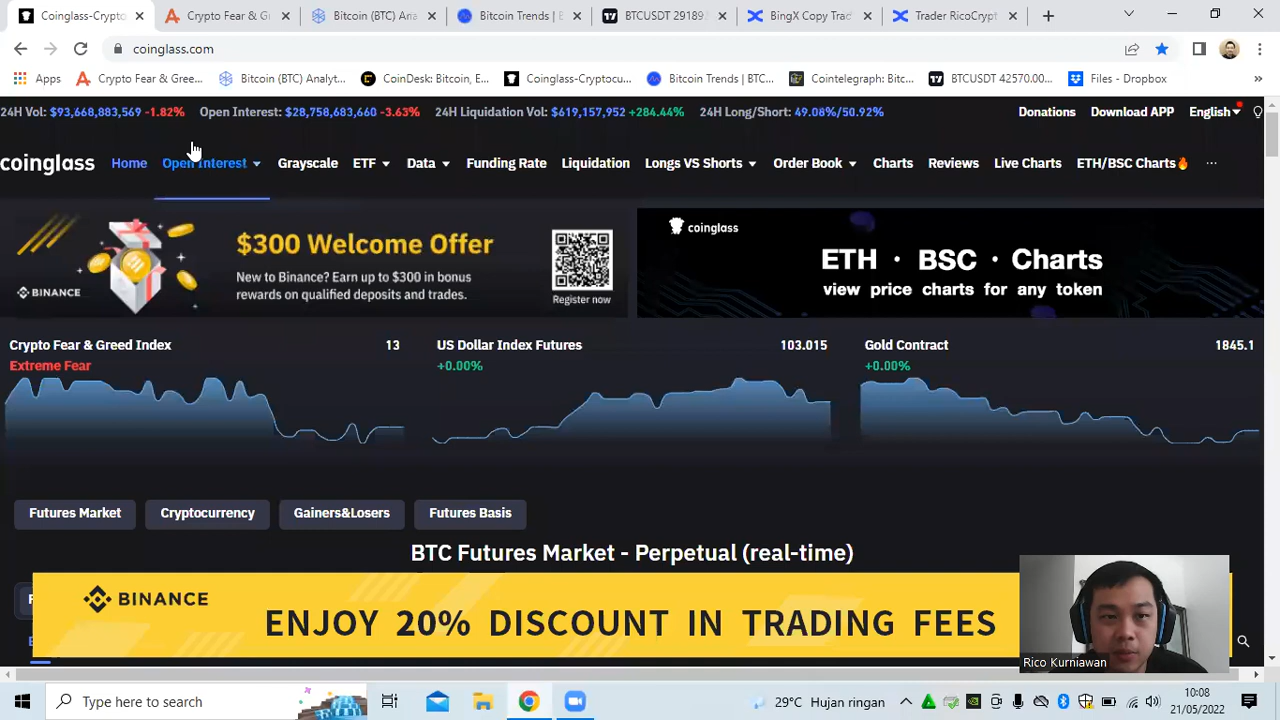 Coinglass-Crypto
Crypto Fear & G
Bitcoin (BTC) Ana
Bitcoin Trends |
BTCUSDT 29189
BingX Copy Trad
Trader RicoCrypt
coinglass.com
Apps
Crypto Fear & Gree...
Bitcoin (BTC) Analyt...
CoinDesk: Bitcoin, E...
Coinglass-Cryptocu...
Bitcoin Trends | BTC...
Cointelegraph: Bitc...
BTCUSDT 42570.00...
Files - Dropbox
24H Vol: $93,668,883,569 -1.82% Open Interest: $28,758,683,660 -3.63% 24H Liquidation Vol: $619,157,952 +284.44% 24H Long/Short: 49.08%/50.92% Donations Download APP English
coinglass Home Open Interest Grayscale ETF Data Funding Rate Liquidation Longs VS Shorts Order Book Charts Reviews Live Charts ETH/BSC Charts🔥 ...
$300 Welcome Offer
New to Binance? Earn up to $300 in bonus
rewards on qualified deposits and trades.
BINANCE
Register now
coinglass
ETH · BSC · Charts
view price charts for any token
Crypto Fear & Greed Index 13
Extreme Fear
US Dollar Index Futures 103.015
+0.00%
Gold Contract 1845.1
+0.00%
Futures Market Cryptocurrency Gainers&Losers Futures Basis
BTC Futures Market - Perpetual (real-time)
BINANCE ENJOY 20% DISCOUNT IN TRADING FEES
Rico Kurniawan
Type here to search
29°C Hujan ringan
10:08
21/05/2022